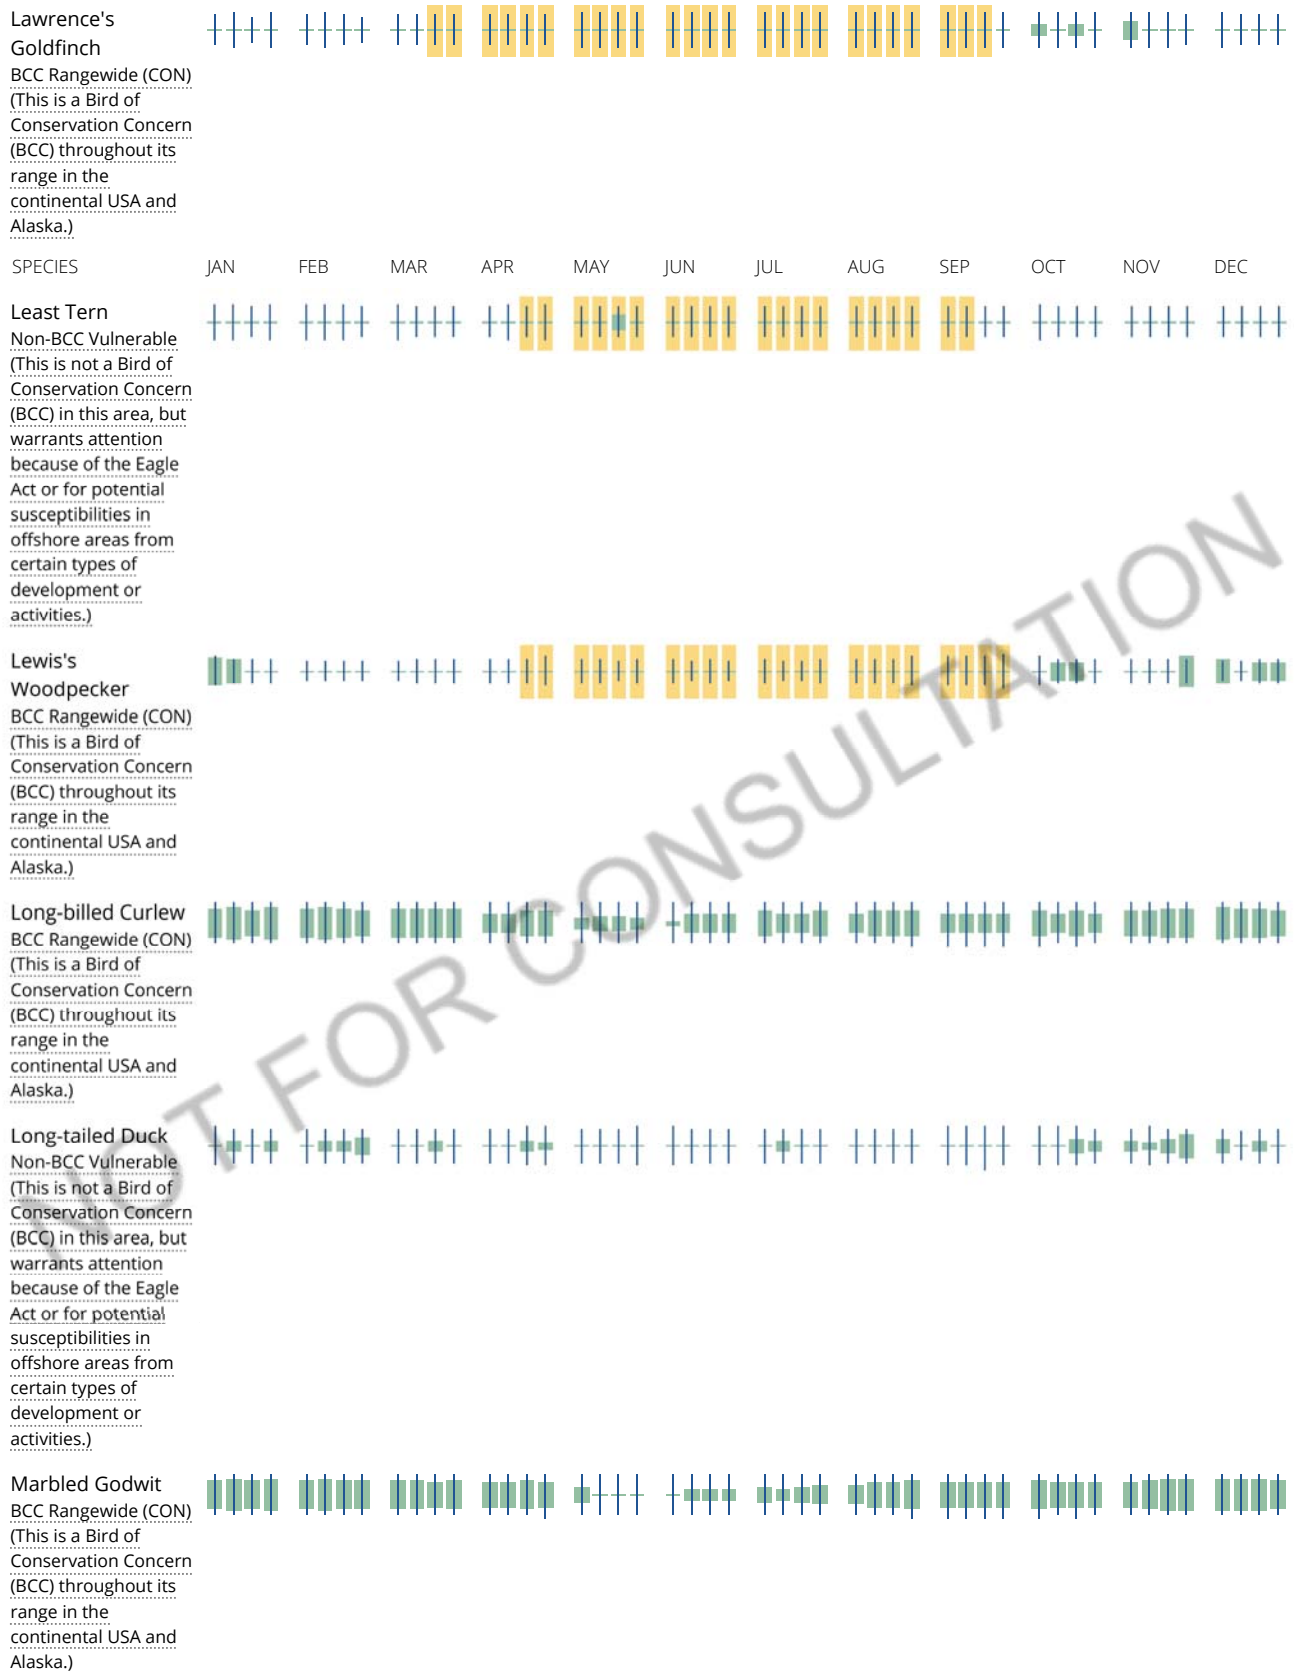 Lawrence's
Goldfinch
BCC Rangewide (CON)
(This is a Bird of
Conservation Concern
(BCC) throughout its
range in the
continental USA and
Alaska.)
SPECIES JAN FEB MAR APR MAY JUN JUL AUG SEP OCT NOV DEC
Least Tern
Non-BCC Vulnerable
(This is not a Bird of
Conservation Concern
(BCC) in this area, but
warrants attention
because of the Eagle
Act or for potential
susceptibilities in
offshore areas from
certain types of
development or
activities.)
Lewis's
Woodpecker
BCC Rangewide (CON)
(This is a Bird of
Conservation Concern
(BCC) throughout its
range in the
continental USA and
Alaska.)
Long-billed Curlew
BCC Rangewide (CON)
(This is a Bird of
Conservation Concern
(BCC) throughout its
range in the
continental USA and
Alaska.)
Long-tailed Duck
Non-BCC Vulnerable
(This is not a Bird of
Conservation Concern
(BCC) in this area, but
warrants attention
because of the Eagle
Act or for potential
susceptibilities in
offshore areas from
certain types of
development or
activities.)
Marbled Godwit
BCC Rangewide (CON)
(This is a Bird of
Conservation Concern
(BCC) throughout its
range in the
continental USA and
Alaska.)
NOT FOR CONSULTATION